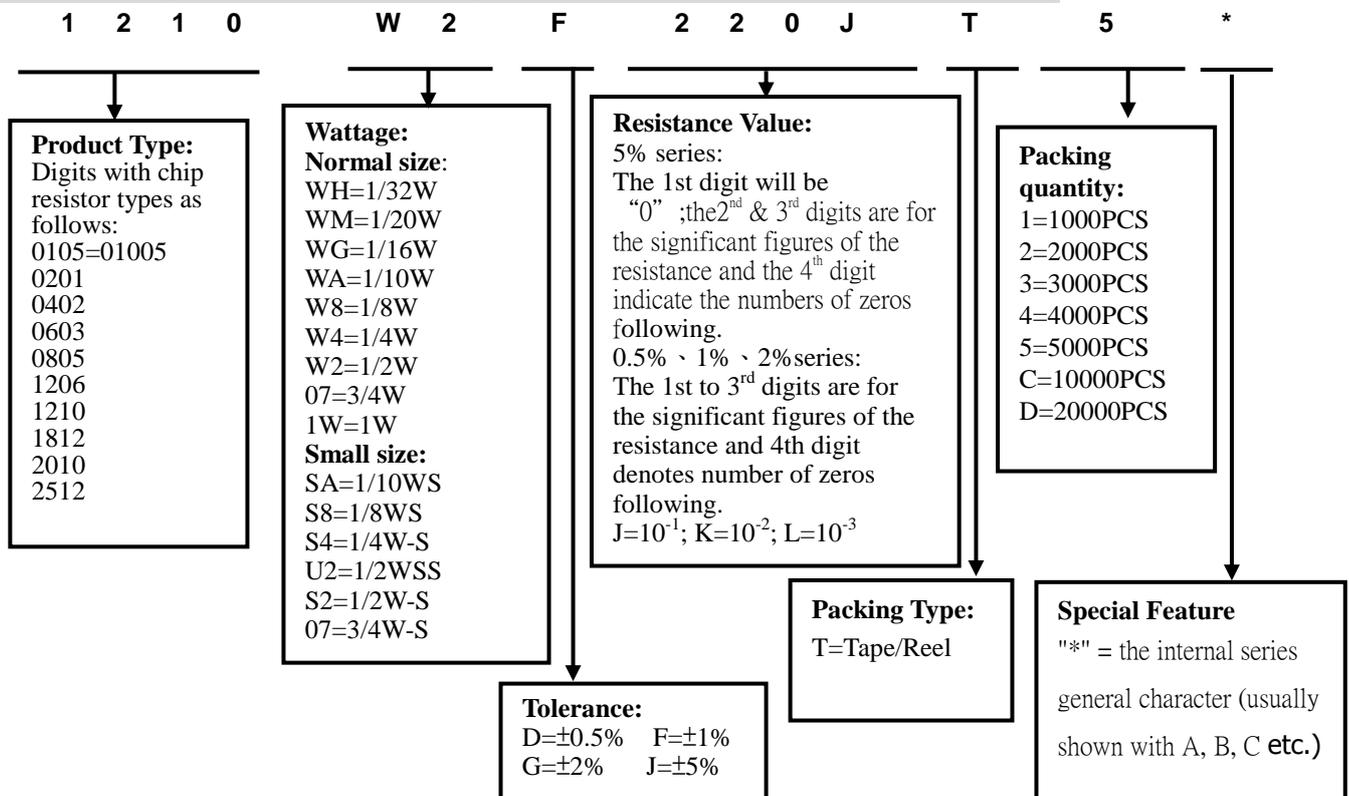 1 2 1 0 W 2 F 2 2 0 J T 5 *
Product Type:
Digits with chip
resistor types as
follows:
0105=01005
0201
0402
0603
0805
1206
1210
1812
2010
2512
Wattage:
Normal size:
WH=1/32W
WM=1/20W
WG=1/16W
WA=1/10W
W8=1/8W
W4=1/4W
W2=1/2W
07=3/4W
1W=1W
Small size:
SA=1/10WS
S8=1/8WS
S4=1/4W-S
U2=1/2WSS
S2=1/2W-S
07=3/4W-S
Tolerance:
D=±0.5% F=±1%
G=±2% J=±5%
Resistance Value:
5% series:
The 1st digit will be
“0” ;the2nd & 3rd digits are for
the significant figures of the
resistance and the 4th digit
indicate the numbers of zeros
following.
0.5%、1%、2%series:
The 1st to 3rd digits are for
the significant figures of the
resistance and 4th digit
denotes number of zeros
following.
J=10-1; K=10-2; L=10-3
Packing Type:
T=Tape/Reel
Packing
quantity:
1=1000PCS
2=2000PCS
3=3000PCS
4=4000PCS
5=5000PCS
C=10000PCS
D=20000PCS
Special Feature
"*" = the internal series
general character (usually
shown with A, B, C etc.)